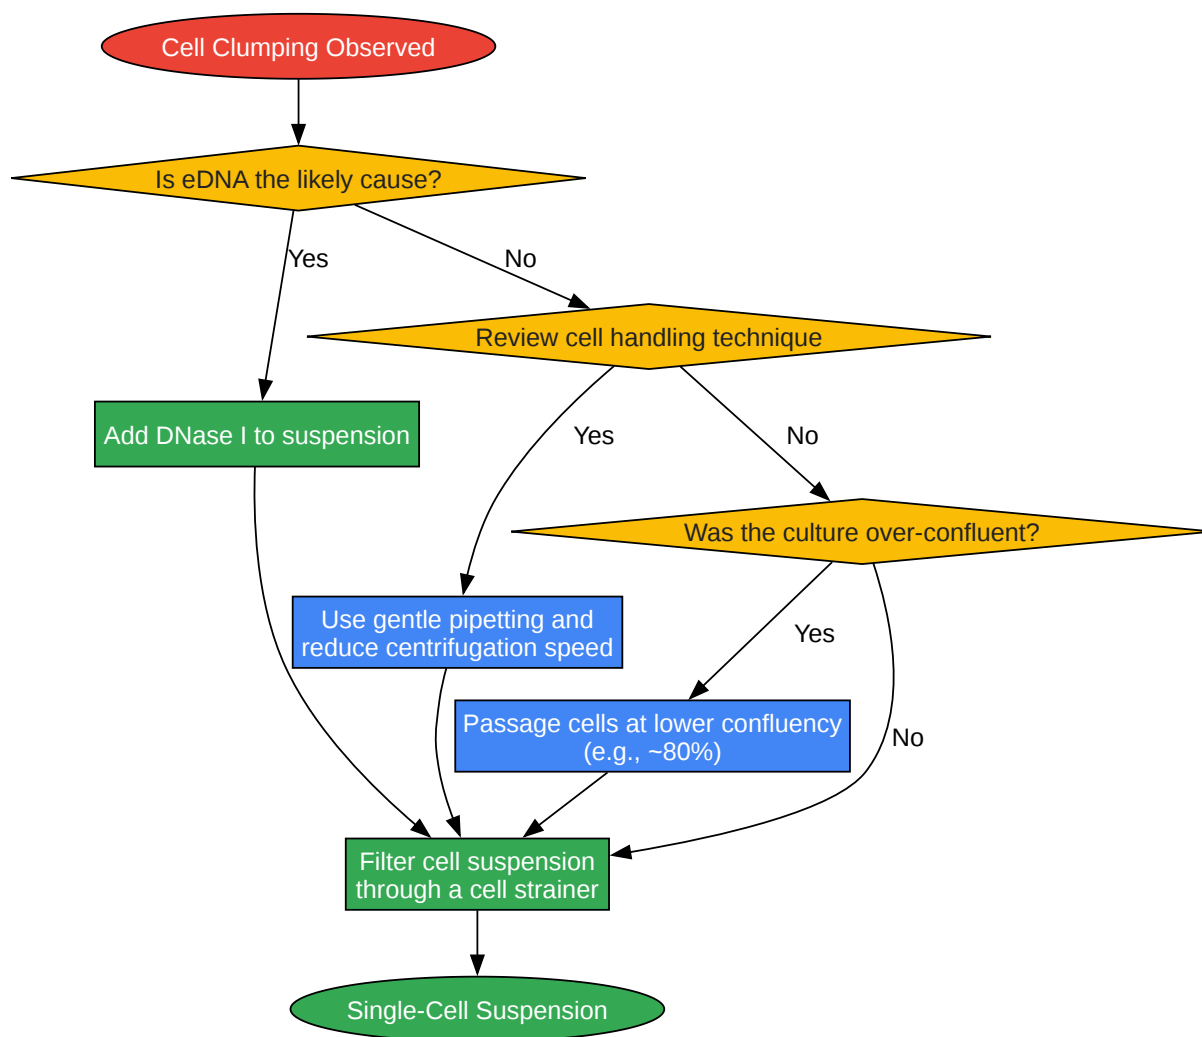 Cell Clumping Observed
Is eDNA the likely cause?
Yes
No
Review cell handling technique
Add DNase I to suspension
Yes
No
Was the culture over-confluent?
Use gentle pipetting and
reduce centrifugation speed
Yes
Passage cells at lower confluency
(e.g., ~80%)
No
Filter cell suspension
through a cell strainer
Single-Cell Suspension